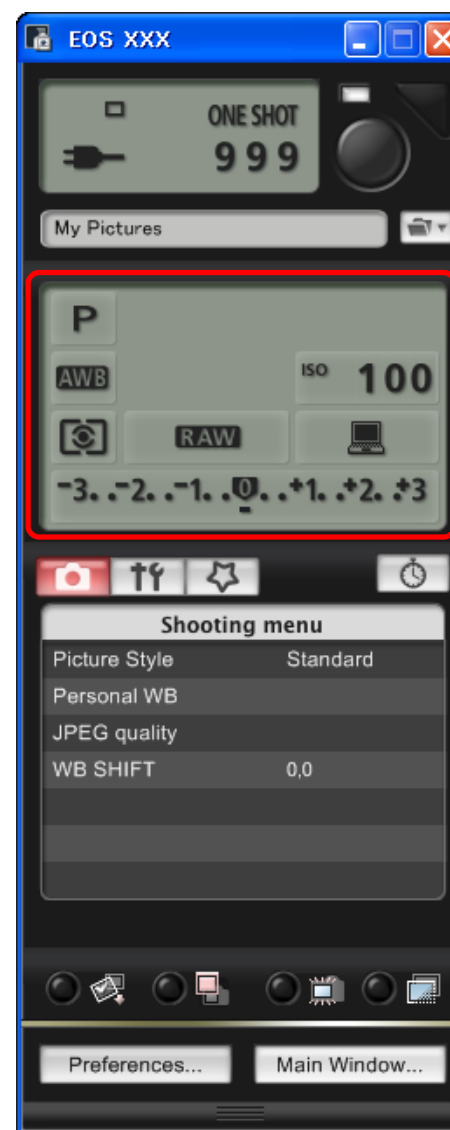 EOS XXX
ONE SHOT
999
My Pictures
P
AWB
ISO 100
RAW
-3..-2..-1..0..+1..+2..+3
Shooting menu
Picture Style Standard
Personal WB
JPEG quality
WB SHIFT 0,0
Preferences... Main Window...